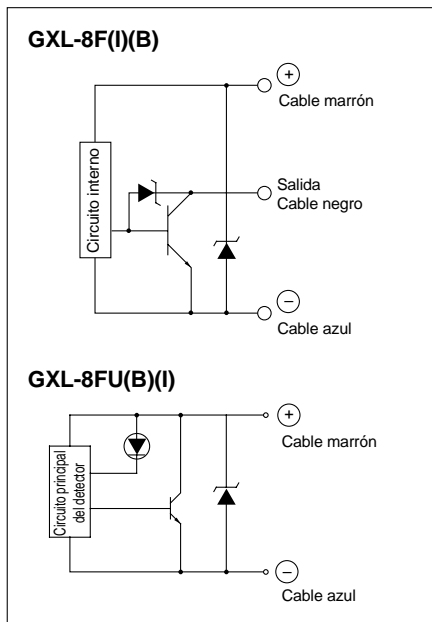 GXL-8F(I)(B)
+
Cable marrón
Circuito interno
Salida
Cable negro
−
Cable azul
GXL-8FU(B)(I)
+
Cable marrón
Circuito principal
del detector
−
Cable azul